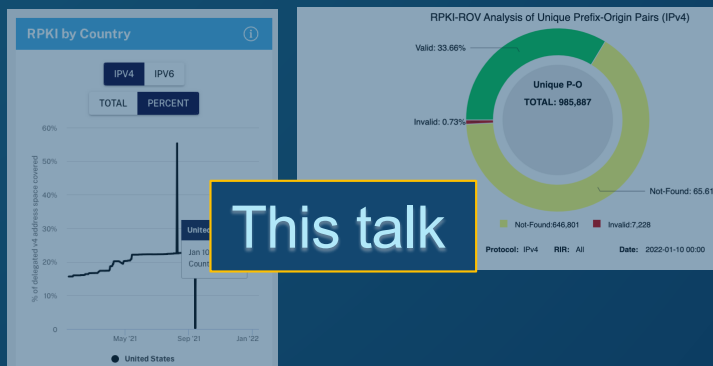 RPKI by Country
IPV4 IPV6
TOTAL PERCENT
60%
50%
40%
30%
20%
10%
0
% of delegated v4 address space covered
May '21 Sep '21 Jan '22
United States
United
Jan 10
Count
This talk
RPKI-ROV Analysis of Unique Prefix-Origin Pairs (IPv4)
Valid: 33.66%
Unique P-O
TOTAL: 985,887
Invalid: 0.73%
Not-Found: 65.61
Not-Found:646,801 Invalid:7,228
Protocol: IPv4 RIR: All Date: 2022-01-10 00:00